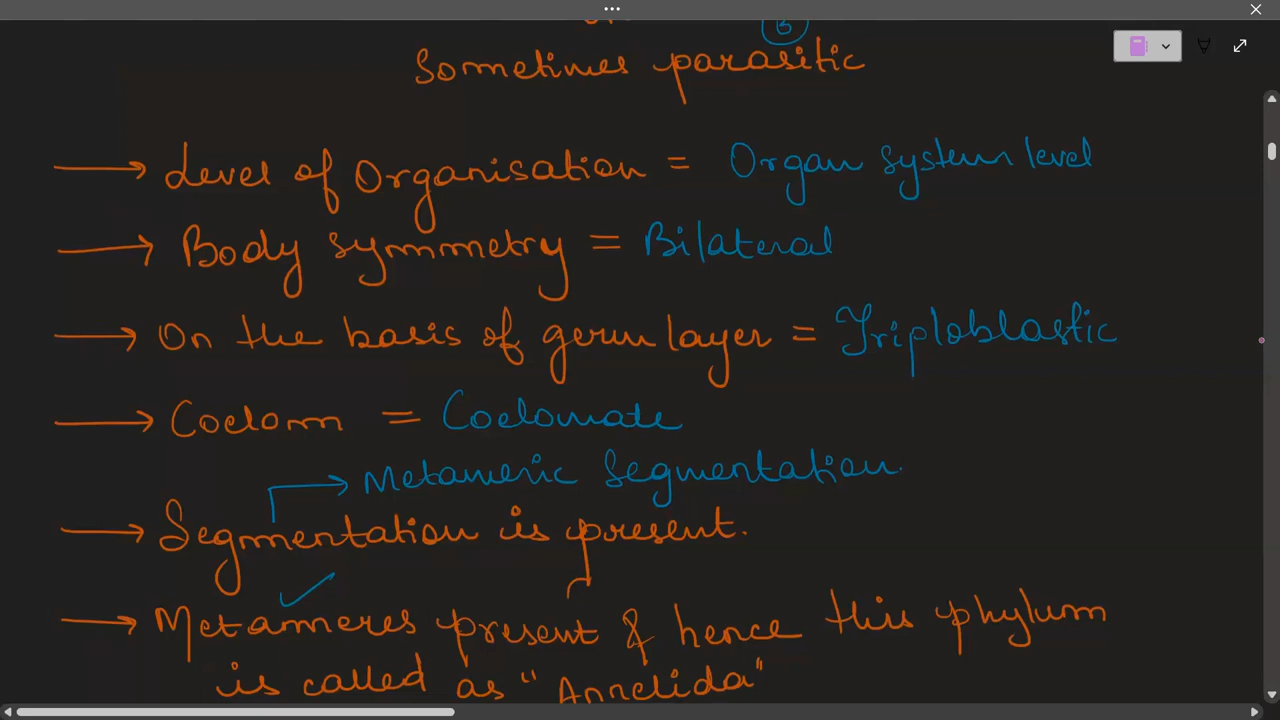 B
Sometimes parasitic
Level of Organisation = Organ system level
Body symmetry = Bilateral
On the basis of germ layer = Triploblastic
Coelom = Coelomate
Metameric Segmentation.
Segmentation is present.
Metameres present & hence this phylum
is called as "Annelida"